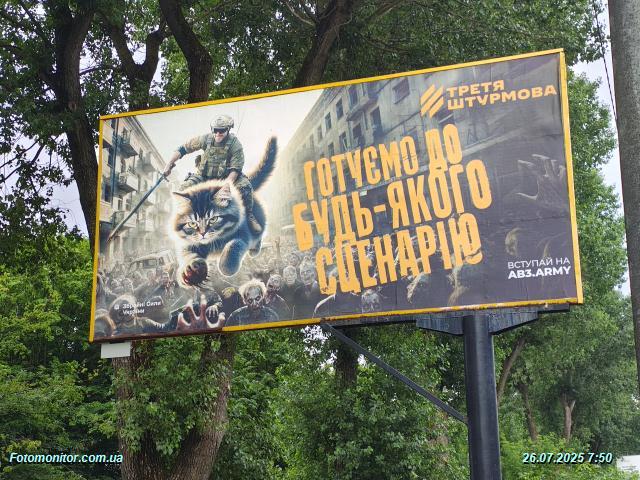 ТРЕТЯ
ШТУРМОВА
ГОТУЄМО ДО
БУДЬ-ЯКОГО
СЦЕНАРІЮ
ВСТУПАЙ НА
AB3.ARMY
Збройні Сили
України
Fotomonitor.com.ua
26.07.2025 7:50